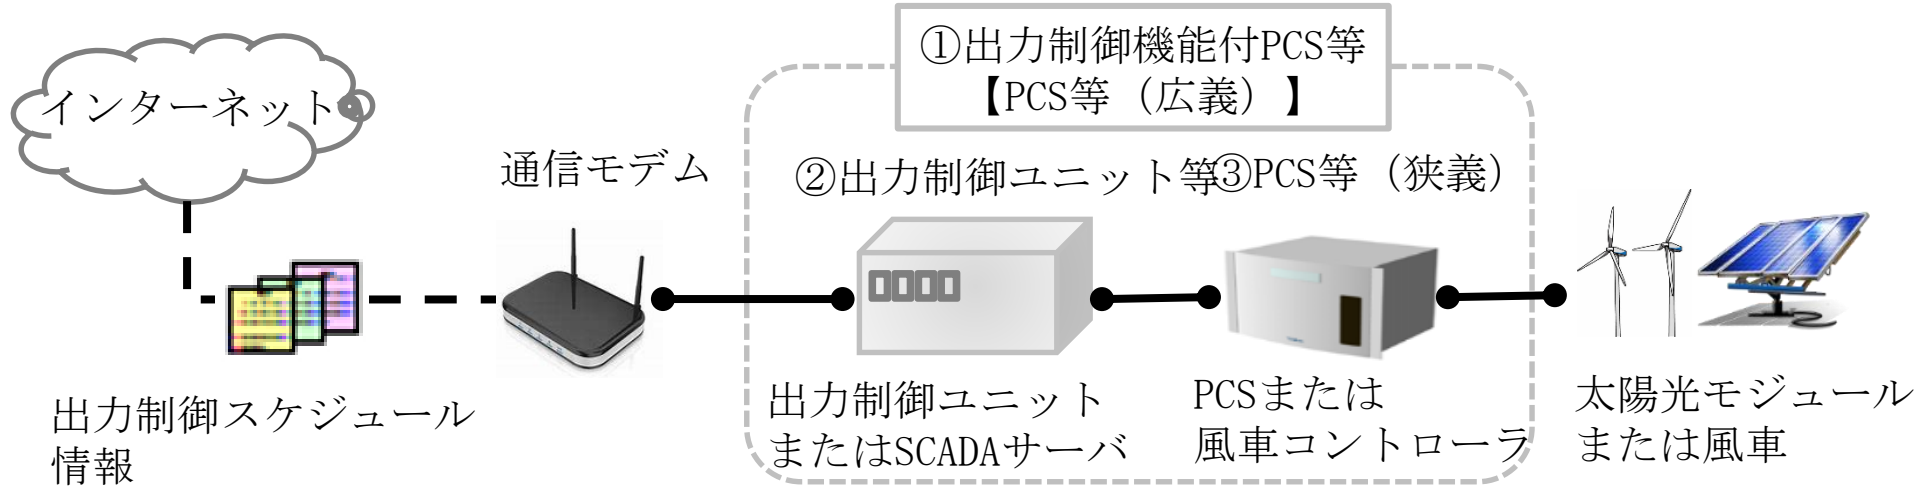 ①出力制御機能付PCS等
【PCS等（広義）】
インターネット
通信モデム
②出力制御ユニット等
③PCS等（狭義）
出力制御スケジュール
情報
出力制御ユニット
またはSCADAサーバ
PCSまたは
風車コントローラ
太陽光モジュール
または風車